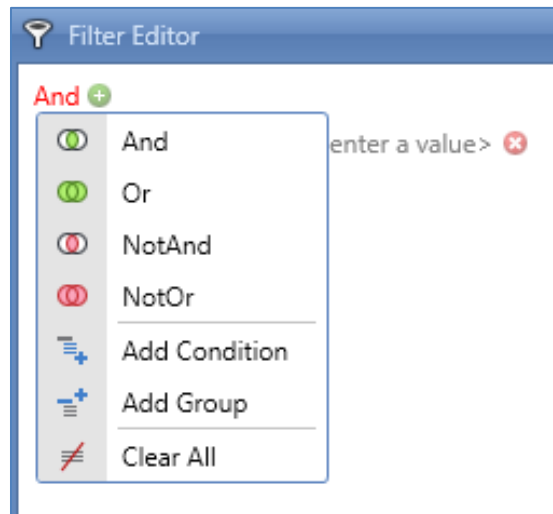 Filter Editor
And
And
enter a value>
Or
NotAnd
NotOr
Add Condition
Add Group
Clear All